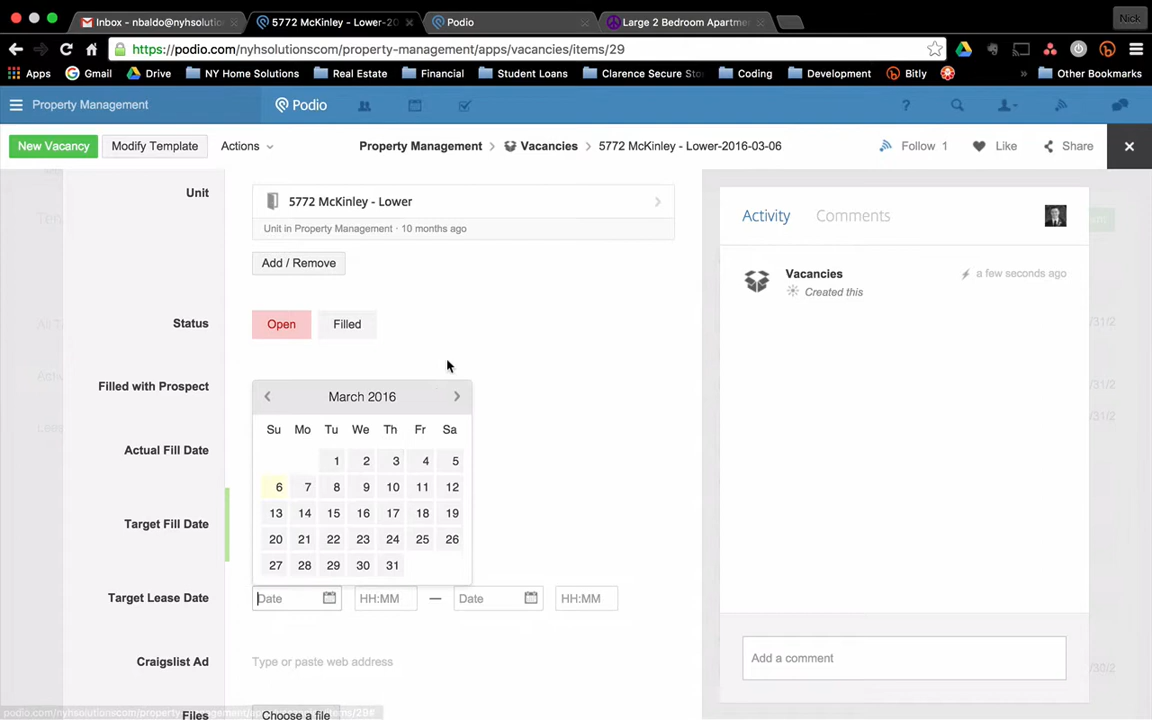 Inbox - nbaldo@nyhsolutio
5772 McKinley - Lower-20
Podio
Large 2 Bedroom Apartme
Nick
https://podio.com/nyhsolutionscom/property-management/apps/vacancies/items/29
Apps
Gmail
Drive
NY Home Solutions
Real Estate
Financial
Student Loans
Clarence Secure Sto
Coding
Development
Bitly
»
Other Bookmarks
Property Management
Podio
?
New Vacancy
Modify Template
Actions
Property Management > Vacancies > 5772 McKinley - Lower-2016-03-06
Follow 1
Like
Share
Unit
5772 McKinley - Lower
Unit in Property Management · 10 months ago
Add / Remove
Status
Open
Filled
Filled with Prospect
Actual Fill Date
Target Fill Date
March 2016
Su Mo Tu We Th Fr Sa
1 2 3 4 5
6 7 8 9 10 11 12
13 14 15 16 17 18 19
20 21 22 23 24 25 26
27 28 29 30 31
Target Lease Date
Date
HH:MM
—
Date
HH:MM
Craigslist Ad
Type or paste web address
Files
Choose a file
Activity
Comments
Vacancies
a few seconds ago
Created this
Add a comment